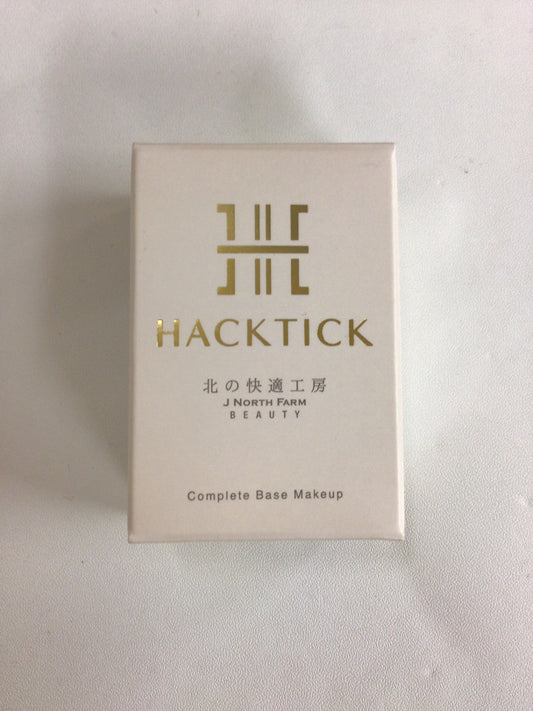 HACKTICK
北の快適工房
J NORTH FARM
BEAUTY
Complete Base Makeup